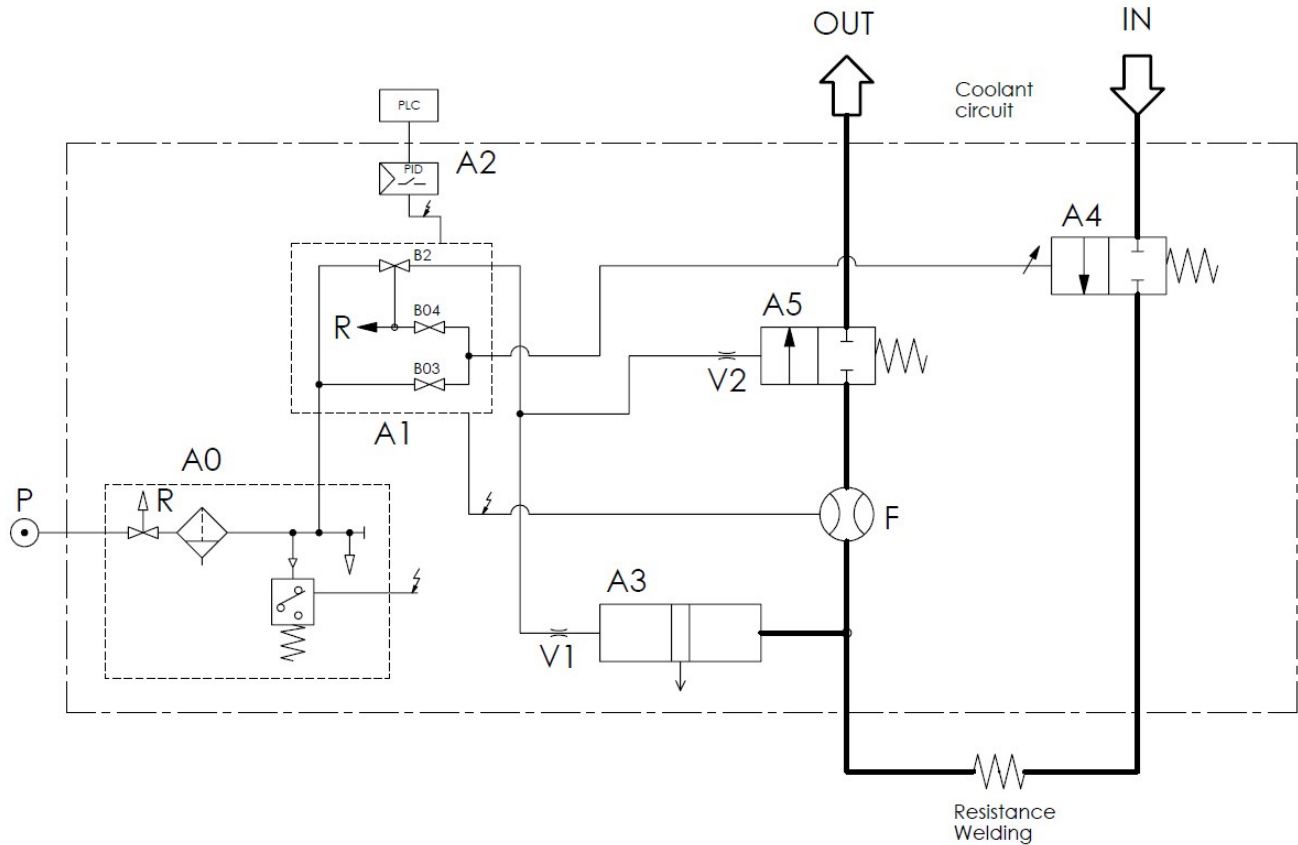 OUT
IN
Coolant
circuit
PLC
PID
A2
A4
B2
A5
B04
R
B03
V2
A1
A0
P
R
F
A3
V1
Resistance
Welding